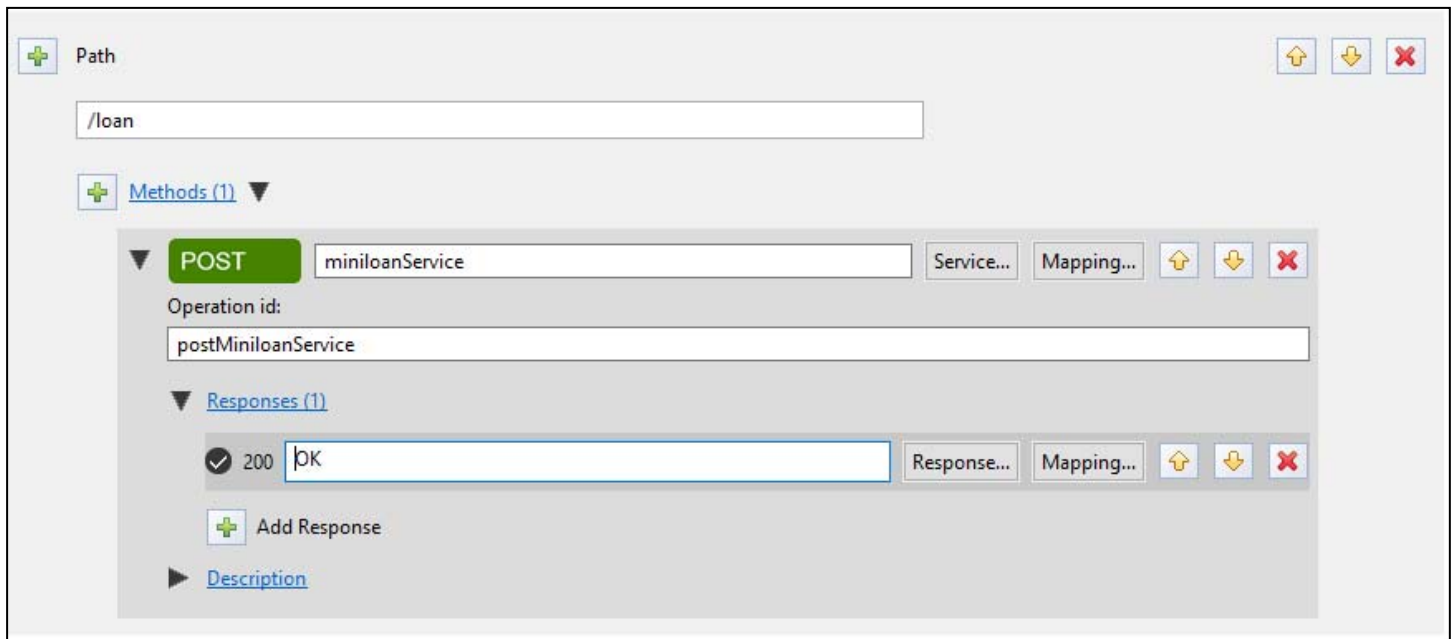 Path
/loan
Methods (1)
POST miniloanService Service... Mapping...
Operation id:
postMiniloanService
Responses (1)
200 OK Response... Mapping...
Add Response
Description